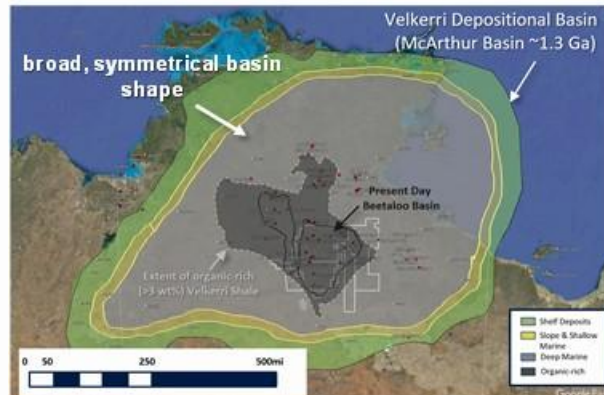 Velkerri Depositional Basin
(McArthur Basin ~1.3 Ga)
broad, symmetrical basin
shape
Present Day
Beetaloo Basin
Extent of organic-rich
(>3 wt%) Velkerri Shale
Shelf Deposits
Slope & Shallow
Marine
Deep Marine
Organic-rich
0 50 250 500mi